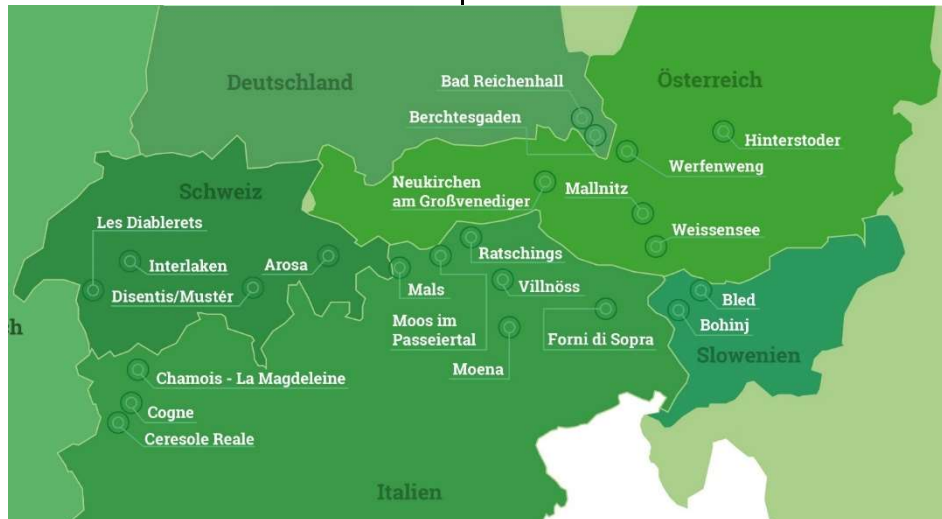 Deutschland
Bad Reichenhall
Österreich
Berchtesgaden
Hinterstoder
Werfenweng
Schweiz
Neukirchen
am Großvenediger
Mallnitz
Les Diablerets
Weissensee
Interlaken
Arosa
Ratschings
Disentis/Mustér
Mals
Villnöss
Bled
Bohinj
Moos im
Passeiertal
Forni di Sopra
ch
Slowenien
Moena
Chamois - La Magdeleine
Cogne
Ceresole Reale
Italien